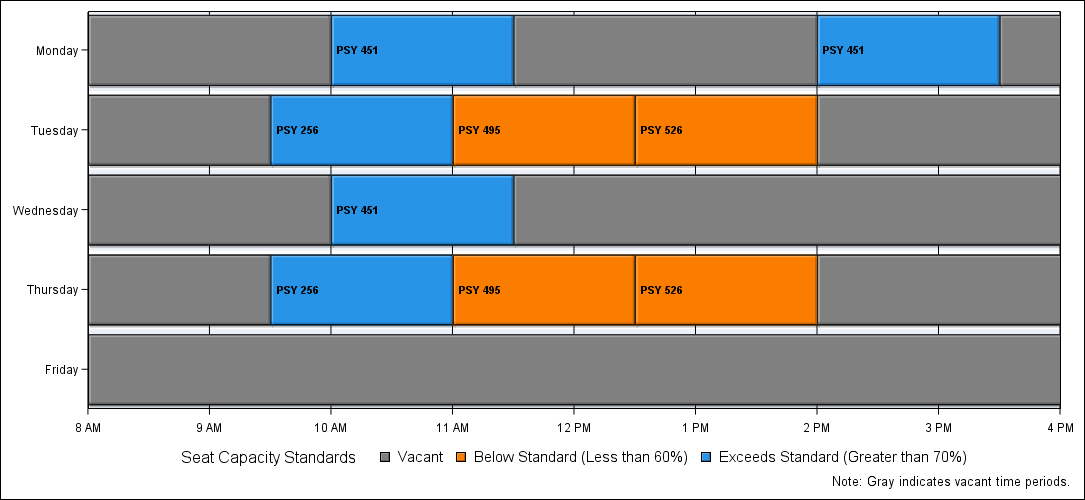 Monday PSY 451 PSY 451
Tuesday PSY 256 PSY 495 PSY 526
Wednesday PSY 451
Thursday PSY 256 PSY 495 PSY 526
Friday
8 AM 9 AM 10 AM 11 AM 12 PM 1 PM 2 PM 3 PM 4 PM
Seat Capacity Standards Vacant Below Standard (Less than 60%) Exceeds Standard (Greater than 70%)
Note: Gray indicates vacant time periods.